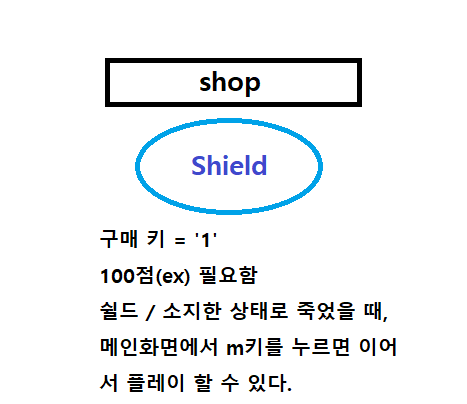 shop
Shield
구매 키 = '1'
100점(ex) 필요함
쉴드 / 소지한 상태로 죽었을 때,
메인화면에서 m키를 누르면 이어
서 플레이 할 수 있다.